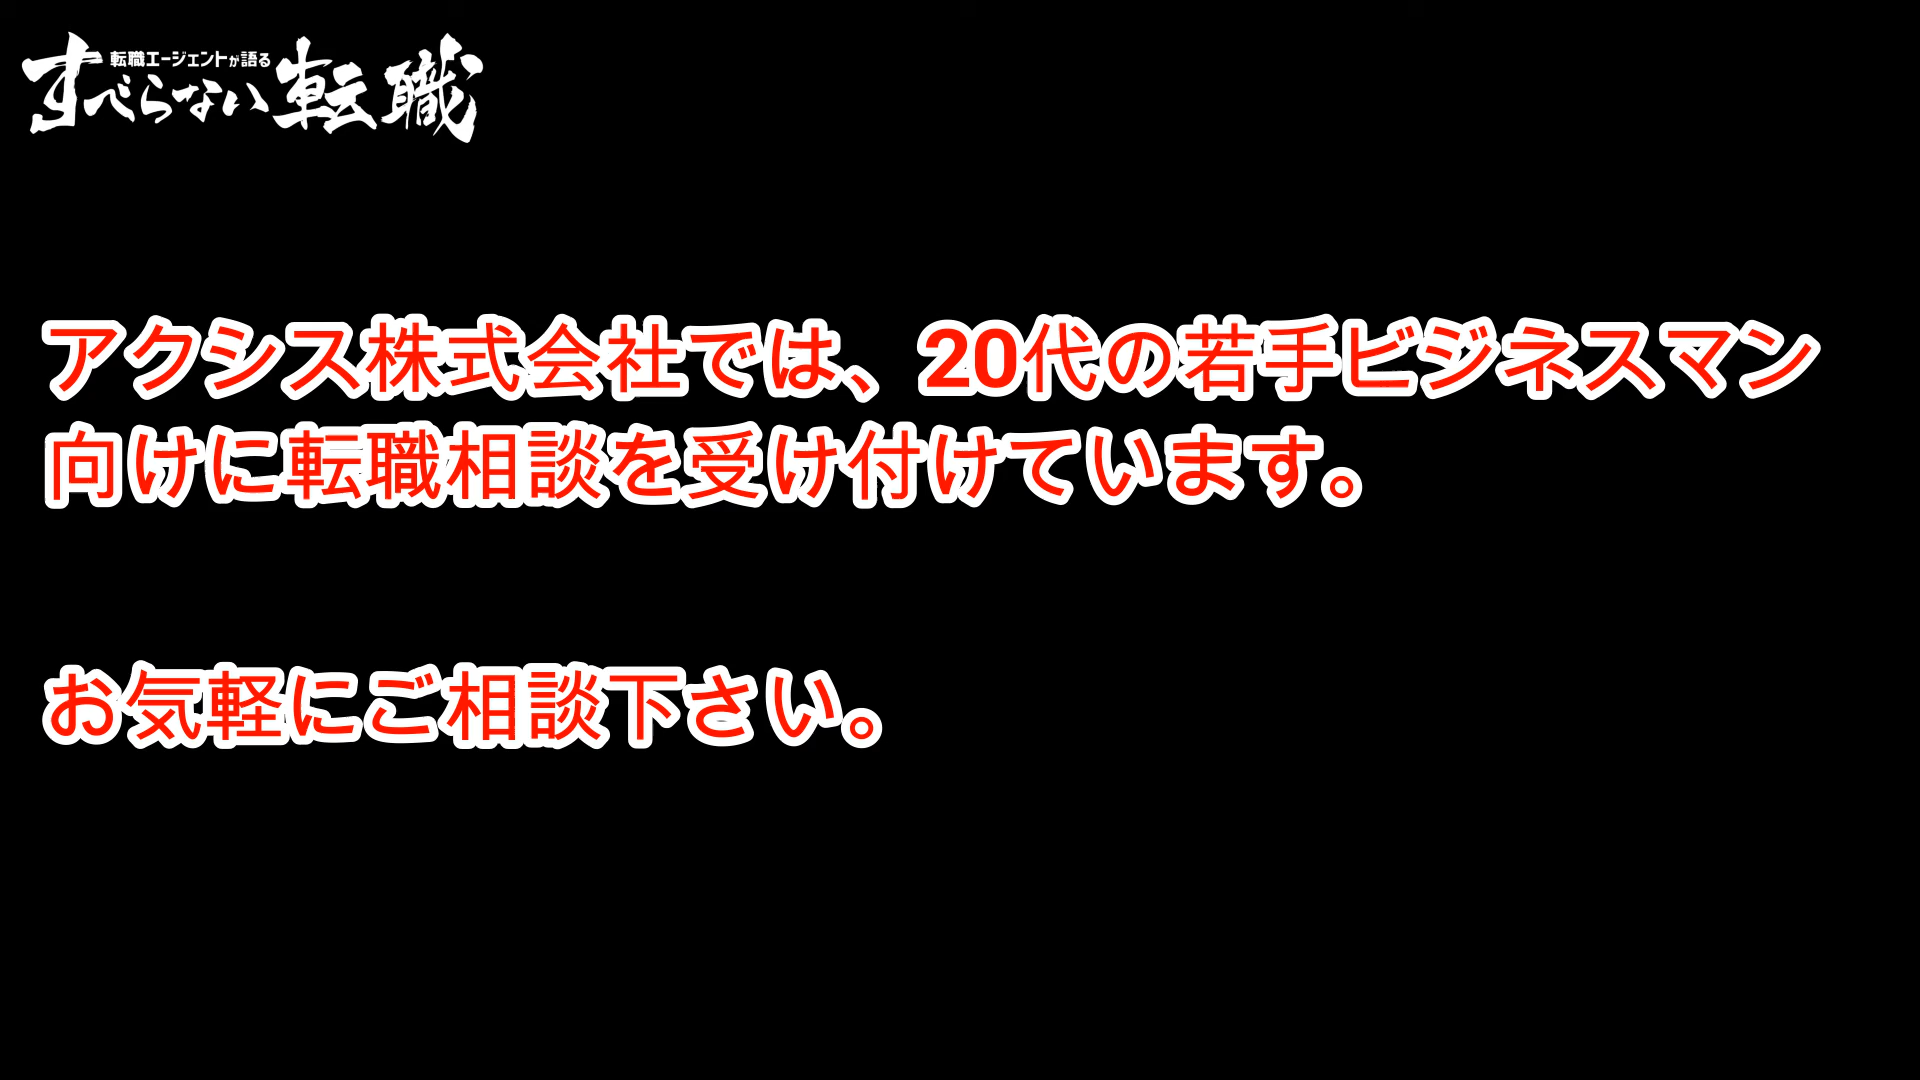 転職エージェントが語る
すべらない転職
アクシス株式会社では、20代の若手ビジネスマン
向けに転職相談を受け付けています。
お気軽にご相談下さい。